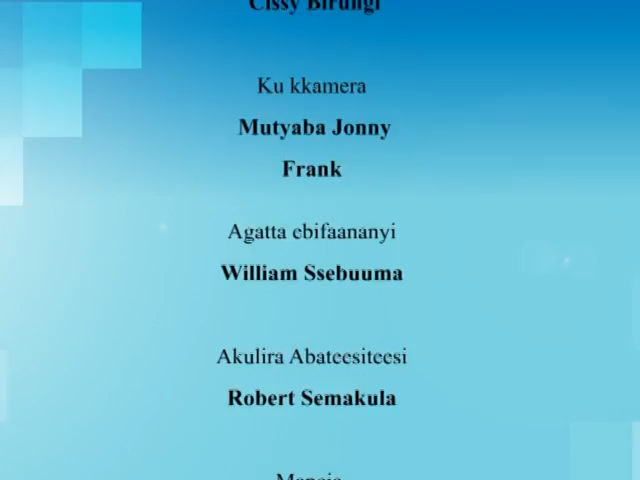 Cissy Birungi
Ku kkamera
Mutyaba Jonny
Frank
Agatta ebifaananyi
William Ssebuuma
Akulira Abateesiteesi
Robert Semakula